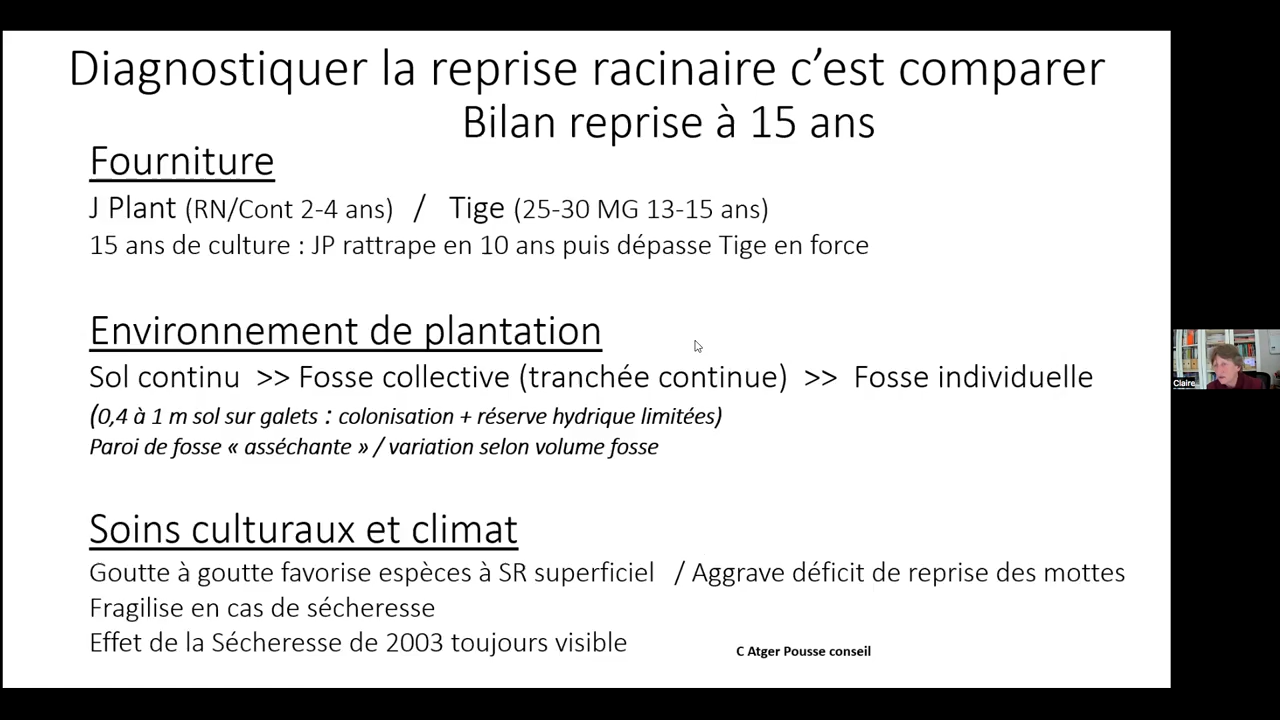 Diagnostiquer la reprise racinaire c’est comparer
Bilan reprise à 15 ans
Fourniture
J Plant (RN/Cont 2-4 ans) / Tige (25-30 MG 13-15 ans)
15 ans de culture : JP rattrape en 10 ans puis dépasse Tige en force
Environnement de plantation
Sol continu >> Fosse collective (tranchée continue) >> Fosse individuelle
(0,4 à 1 m sol sur galets : colonisation + réserve hydrique limitées)
Paroi de fosse « asséchante » / variation selon volume fosse
Soins culturaux et climat
Goutte à goutte favorise espèces à SR superficiel / Aggrave déficit de reprise des mottes
Fragilise en cas de sécheresse
Effet de la Sécheresse de 2003 toujours visible
C Atger Pousse conseil
Claire